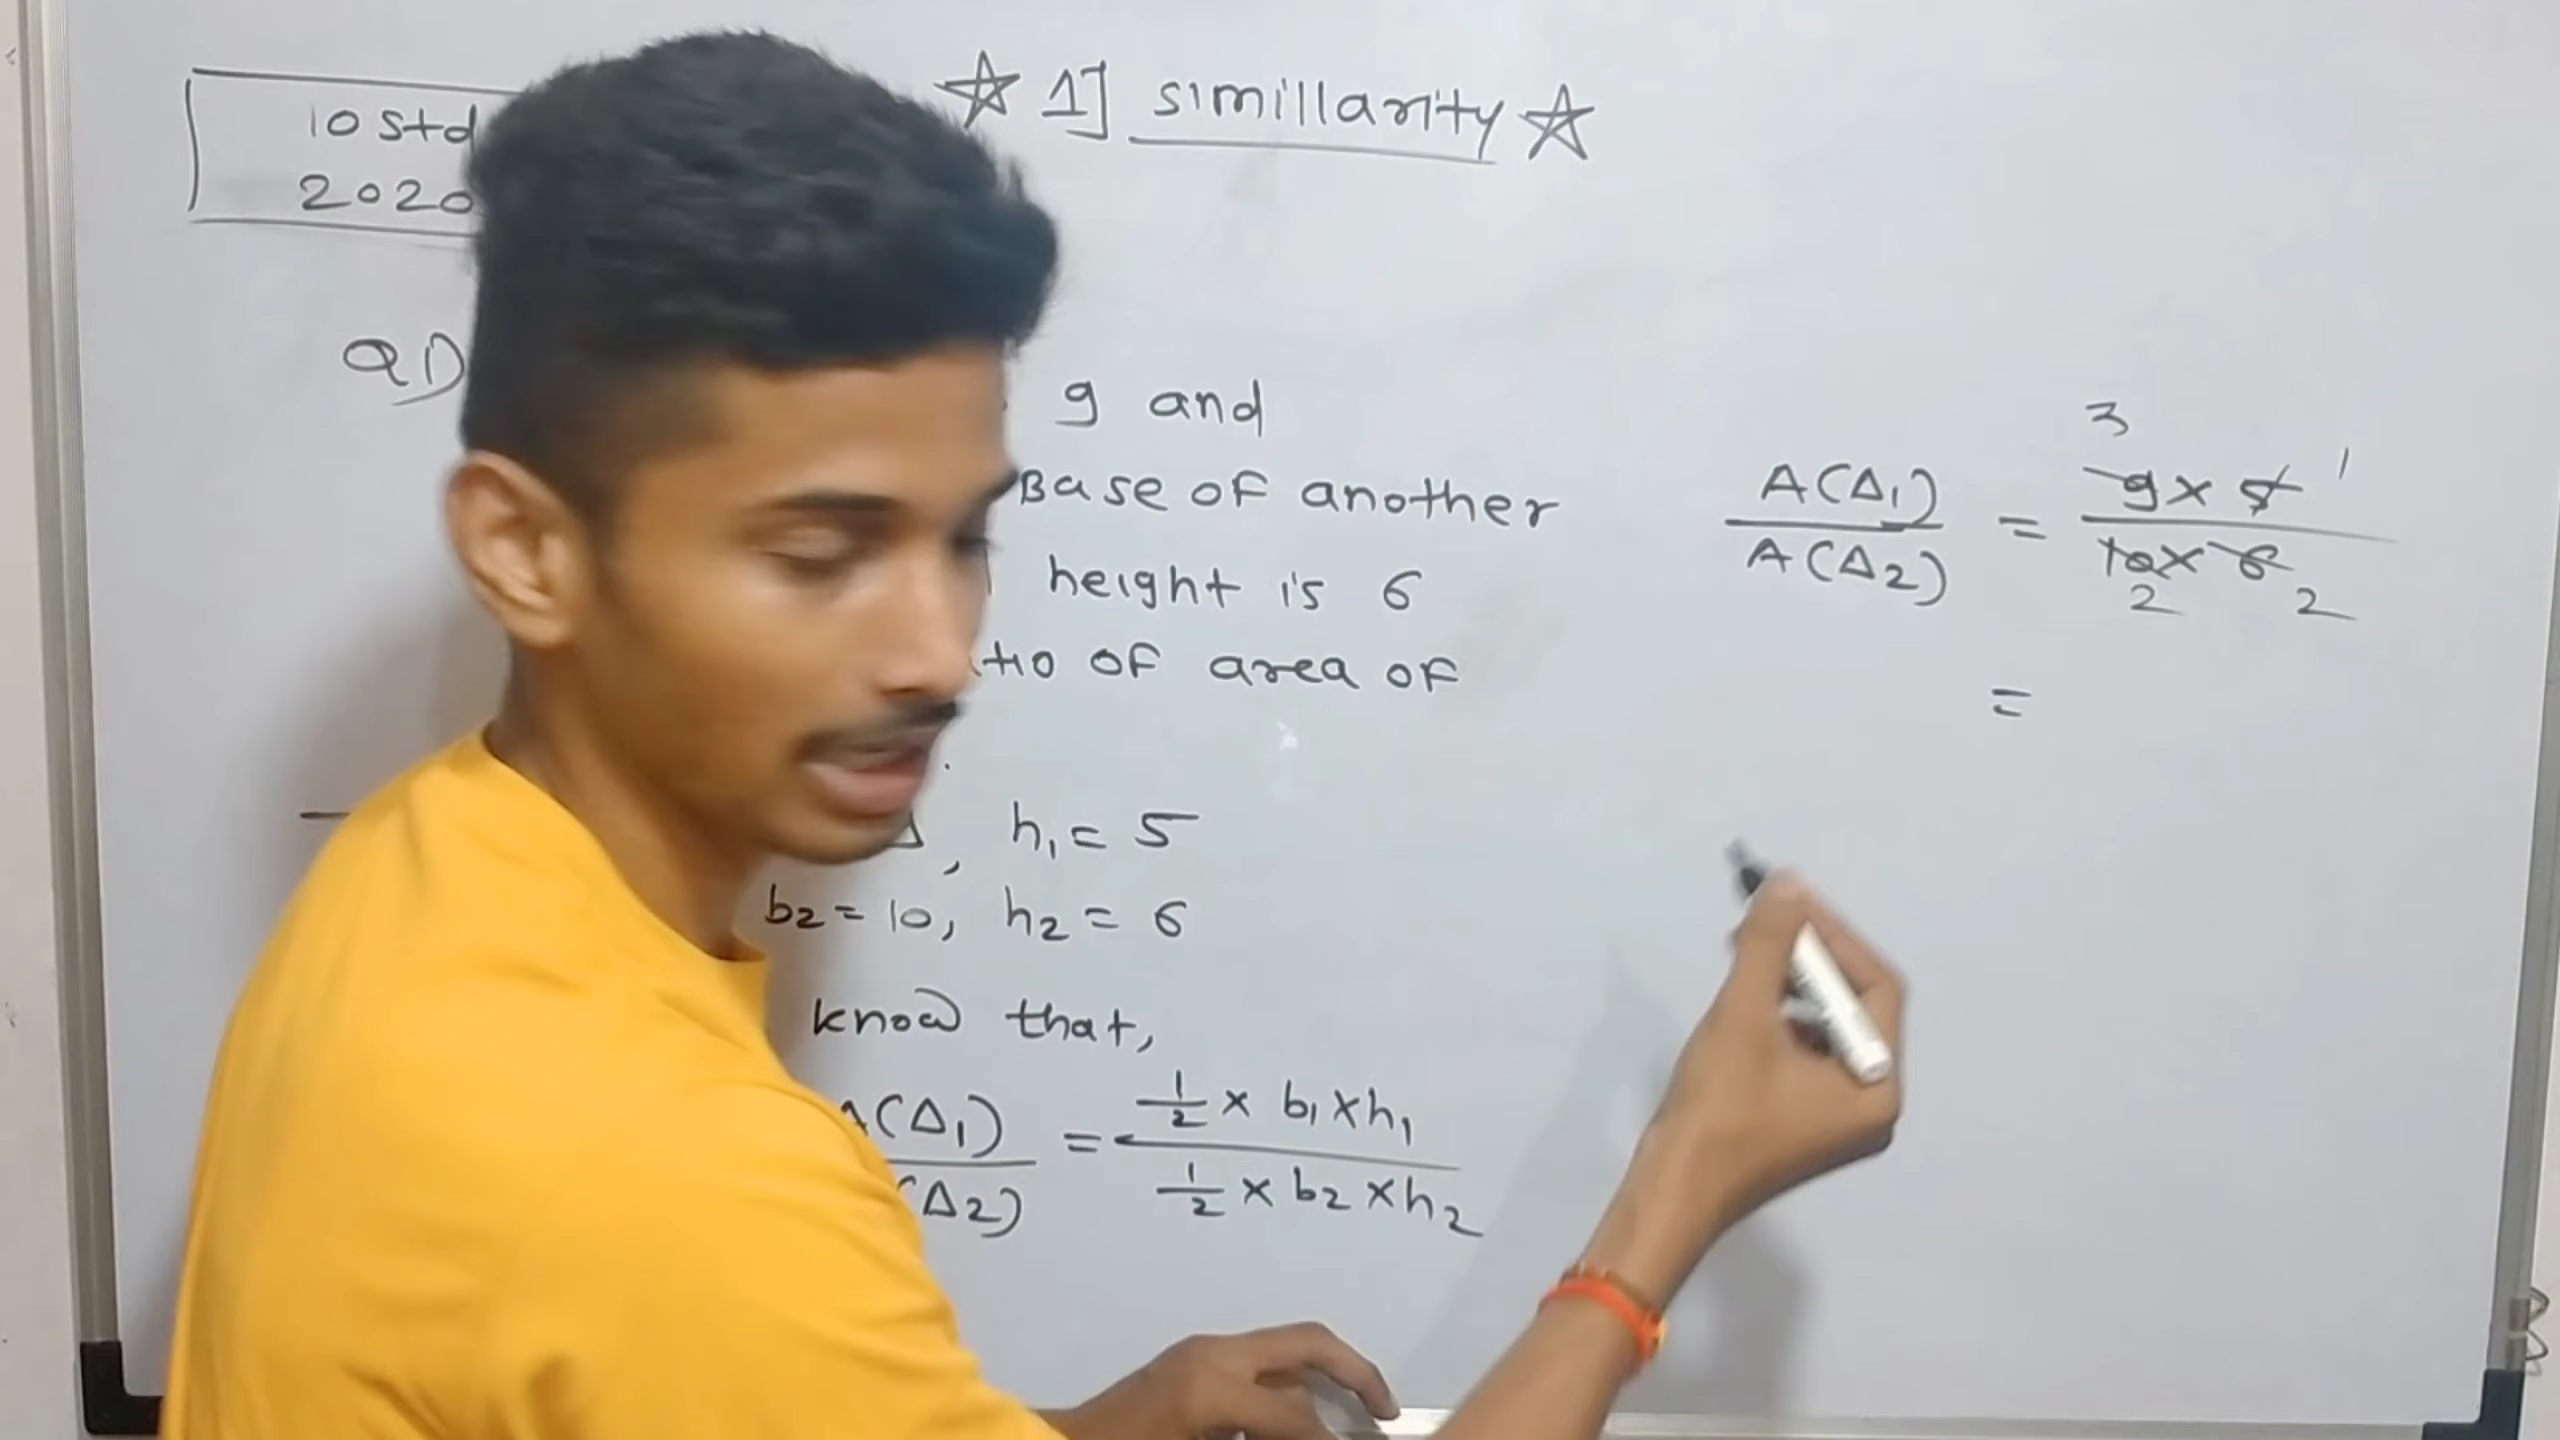 10 std
2020
☆ 1] simillarity ☆
Q1)
9 and
Base of another
height is 6
of area of
h₁ = 5
b₂ = 10, h₂ = 6
know that,
A(Δ₁) = 1/2 × b₁ × h₁
(Δ₂) 1/2 × b₂ × h₂
3
A(Δ₁) = 9 × 5 1
A(Δ₂) 10 × 6
2 2
=